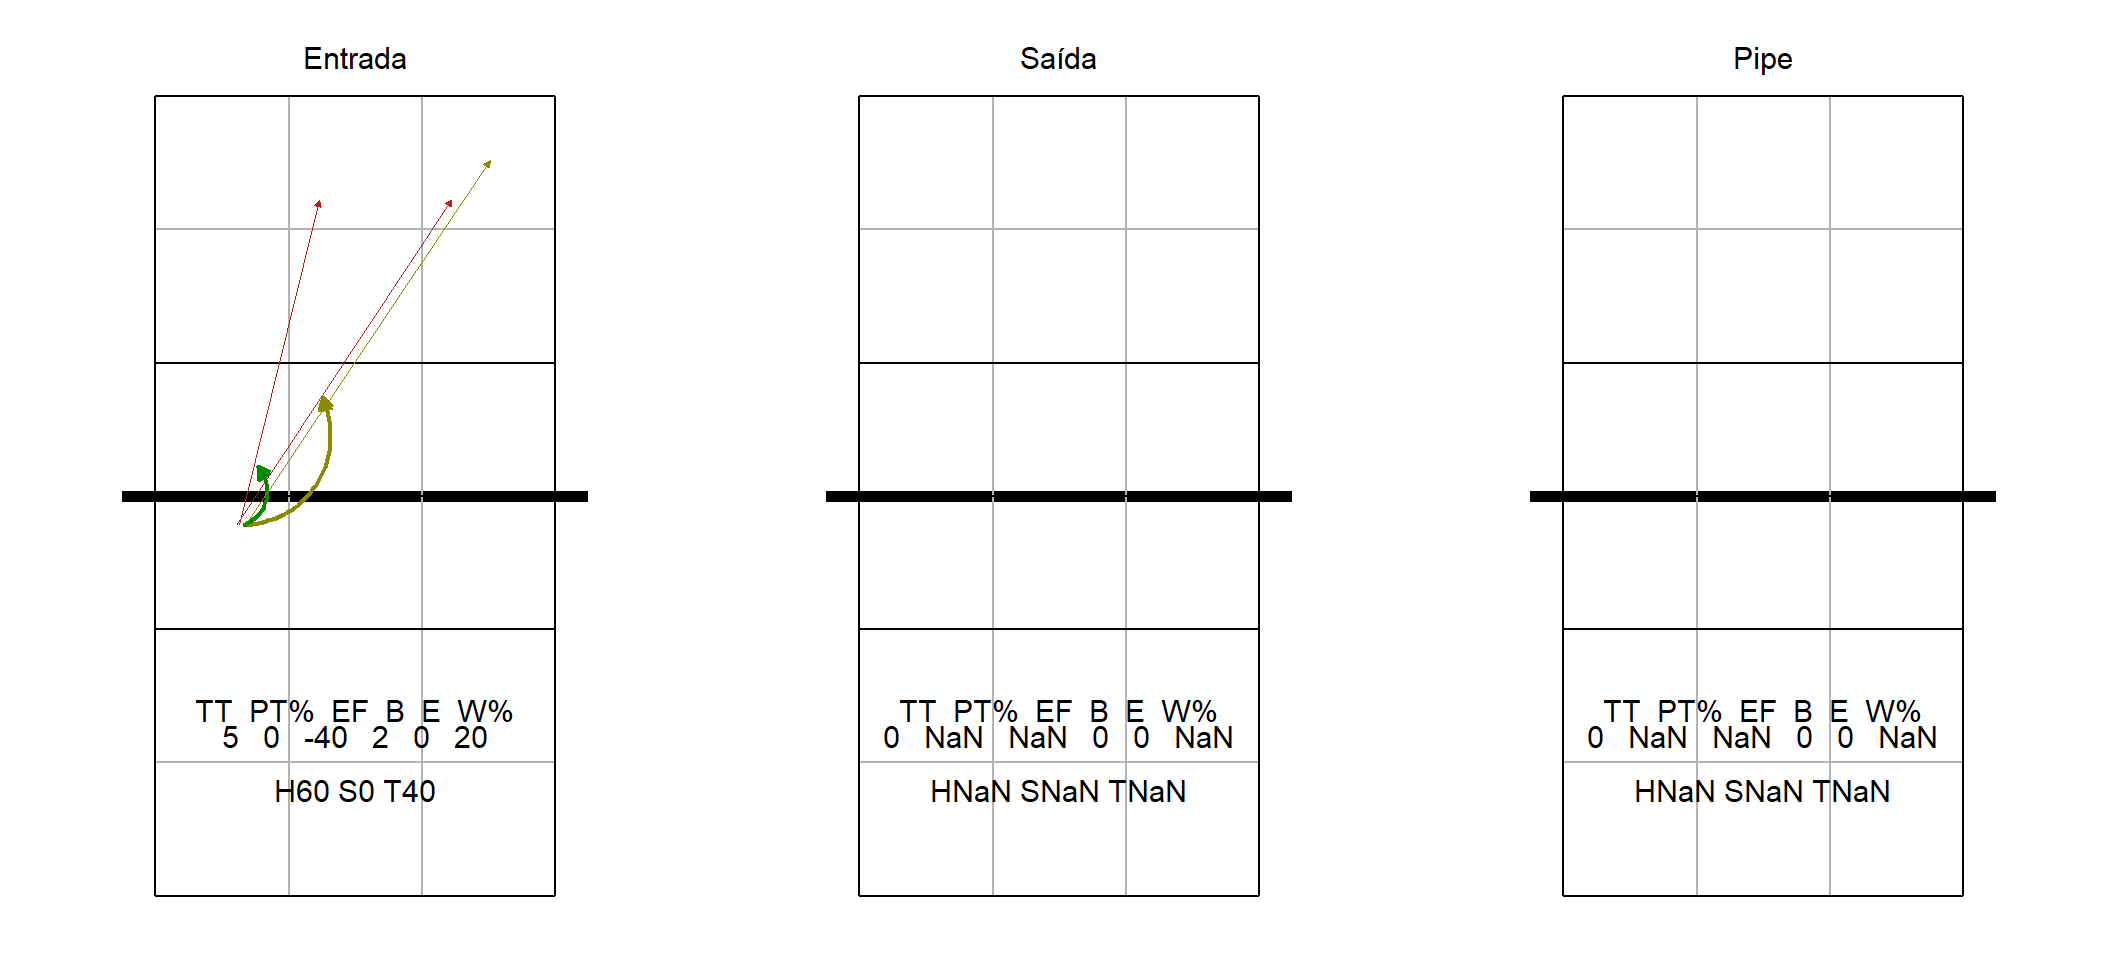 Entrada
TT PT% EF B E W%
5 0 -40 2 0 20
H60 S0 T40
Saída
TT PT% EF B E W%
0 NaN NaN 0 0 NaN
HNaN SNaN TNaN
Pipe
TT PT% EF B E W%
0 NaN NaN 0 0 NaN
HNaN SNaN TNaN